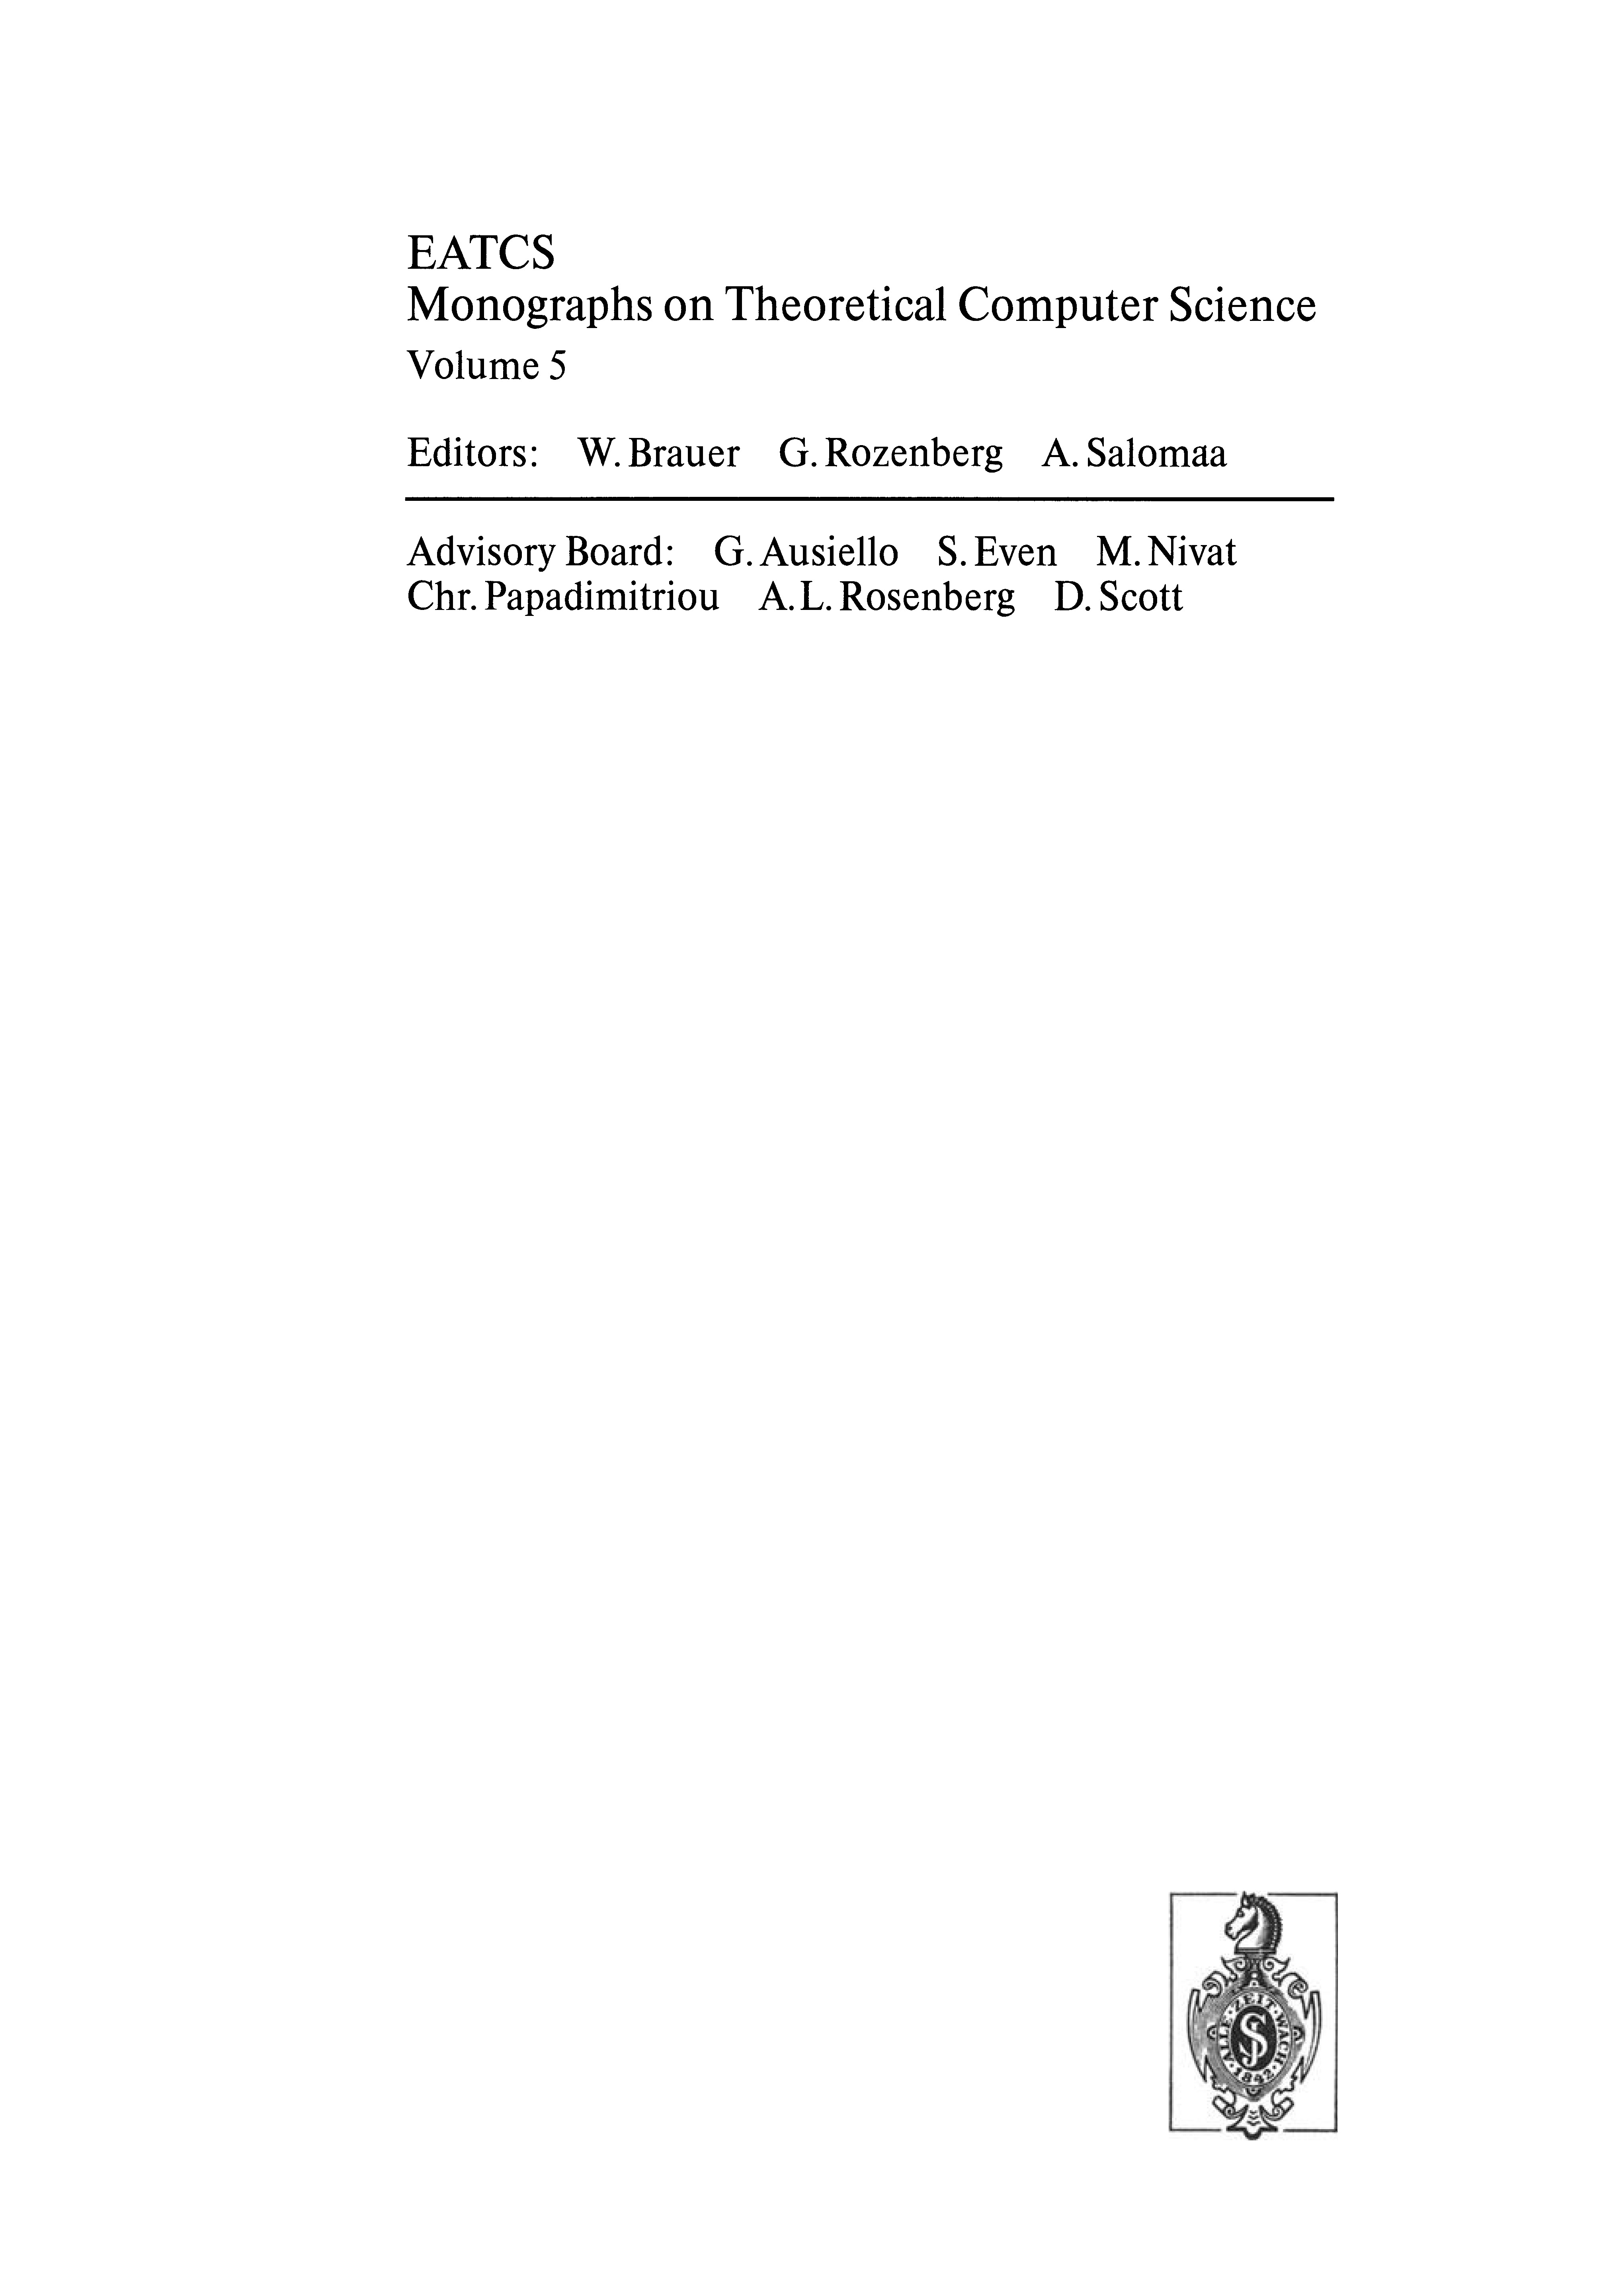 EATCS
Monographs on Theoretical Computer Science
Volume 5
Editors: W. Brauer G. Rozenberg A. Salomaa
Advisory Board: G. Ausiello S. Even M. Nivat
Chr. Papadimitriou A. L. Rosenberg D. Scott
ALLE · ZEIT · WACH
JS
· 1842 ·